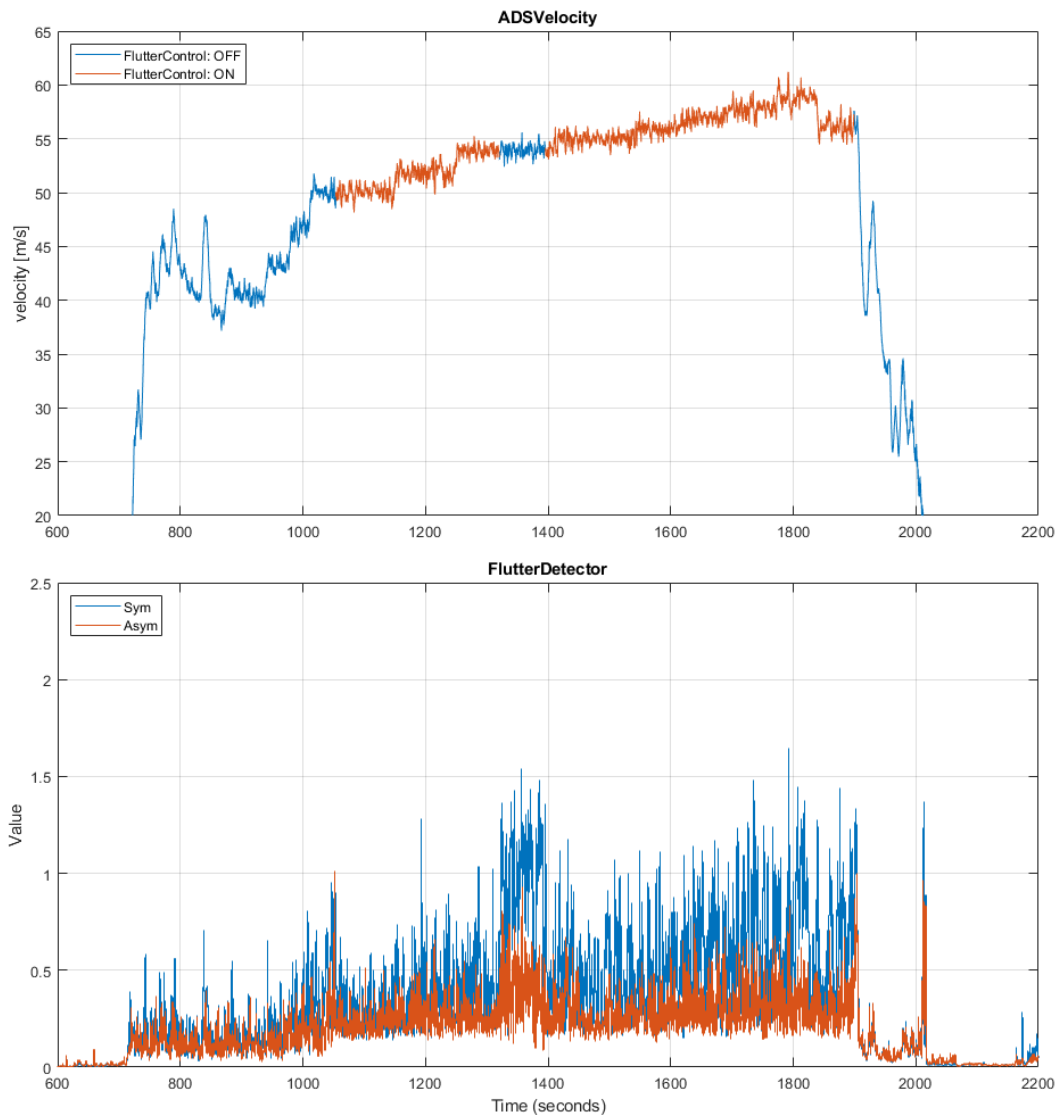 ADSVelocity
FlutterControl: OFF
FlutterControl: ON
velocity [m/s]
65
60
55
50
45
40
35
30
25
20
600 800 1000 1200 1400 1600 1800 2000 2200
FlutterDetector
Sym
Asym
Value
2.5
2
1.5
1
0.5
0
600 800 1000 1200 1400 1600 1800 2000 2200
Time (seconds)